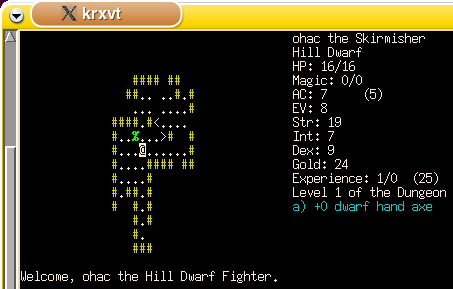 krxvt
ohac the Skirmisher
Hill Dwarf
HP: 16/16
Magic: 0/0
AC: 7 (5)
EV: 8
Str: 19
Int: 7
Dex: 9
Gold: 24
Experience: 1/0 (25)
Level 1 of the Dungeon
a) +0 dwarf hand axe
Welcome, ohac the Hill Dwarf Fighter.